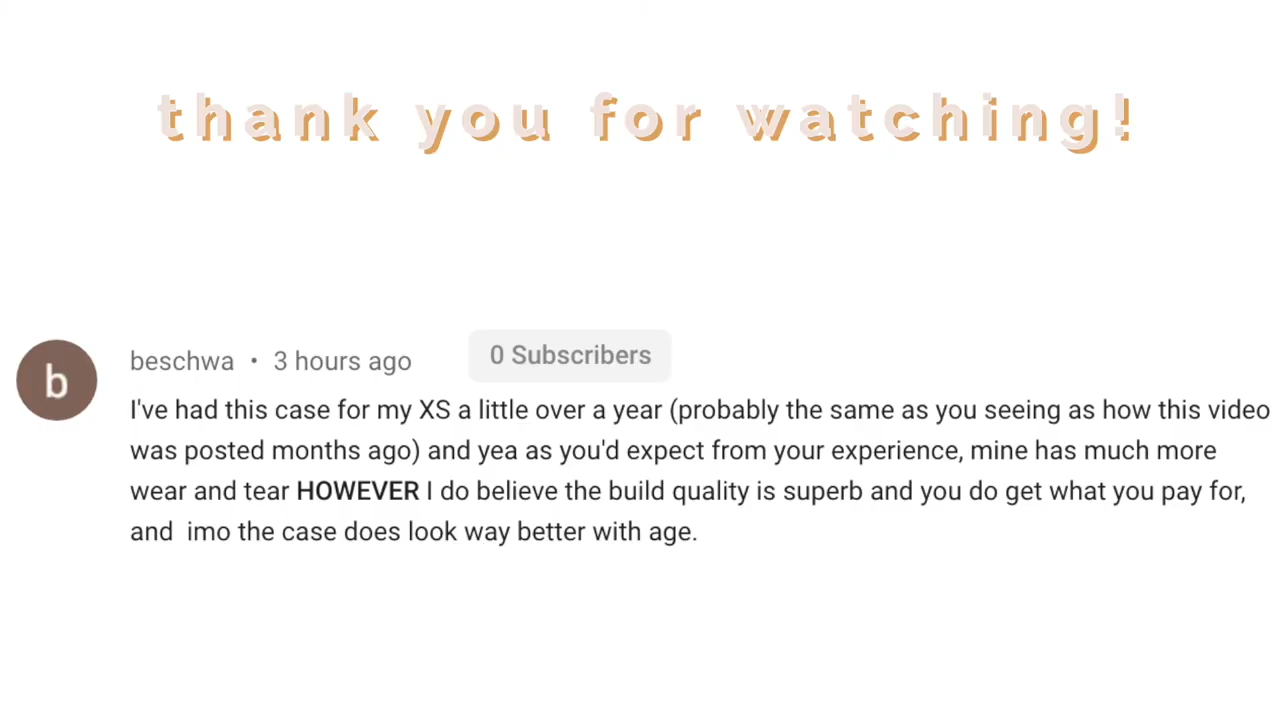 thank you for watching!
b
beschwa • 3 hours ago
0 Subscribers
I've had this case for my XS a little over a year (probably the same as you seeing as how this video
was posted months ago) and yea as you'd expect from your experience, mine has much more
wear and tear HOWEVER I do believe the build quality is superb and you do get what you pay for,
and  imo the case does look way better with age.